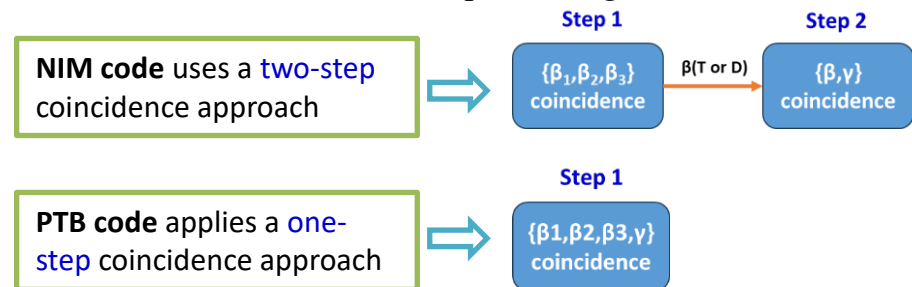 Step 1
Step 2
NIM code uses a two-step
coincidence approach
{β₁,β₂,β₃}
coincidence
β(T or D)
{β,γ}
coincidence
Step 1
PTB code applies a one-
step coincidence approach
{β1,β2,β3,γ}
coincidence